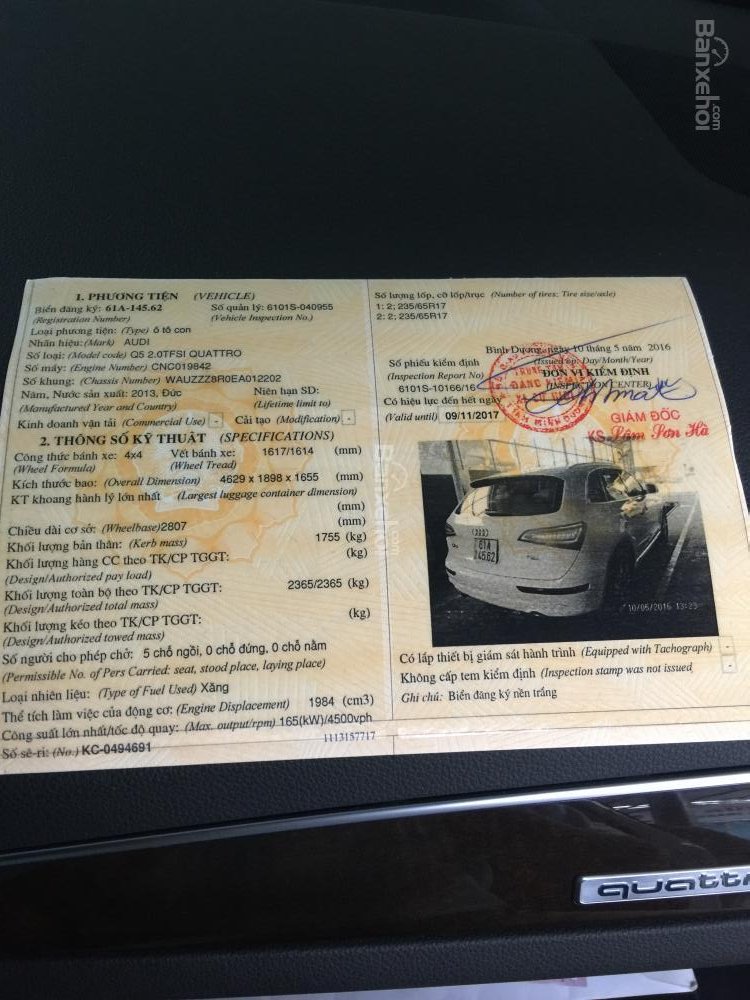 Banxehoi
.com
1. PHƯƠNG TIỆN (VEHICLE)
Biển đăng ký: 61A-145.62 Số quản lý: 6101S-040955
(Registration Number) (Vehicle Inspection No.)
Loại phương tiện: (Type) ô tô con
Nhãn hiệu: (Mark) AUDI
Số loại: (Model code) Q5 2.0TFSI QUATTRO
Số máy: (Engine Number) CNC019842
Số khung: (Chassis Number) WAUZZZ8R0EA012202
Năm, Nước sản xuất: 2013, Đức Niên hạn SD:
(Manufactured Year and Country) (Lifetime limit to)
Kinh doanh vận tải (Commercial Use) - Cải tạo (Modification) -
2. THÔNG SỐ KỸ THUẬT (SPECIFICATIONS)
Công thức bánh xe: 4x4 Vết bánh xe: 1617/1614 (mm)
(Wheel Formula) (Wheel Tread)
Kích thước bao: (Overall Dimension) 4629 x 1898 x 1655 (mm)
KT khoang hành lý lớn nhất (Largest luggage container dimension)
(mm)
Chiều dài cơ sở: (Wheelbase) 2807 (mm)
Khối lượng bản thân: (Kerb mass) 1755 (kg)
Khối lượng hàng CC theo TK/CP TGGT: (kg)
(Design/Authorized pay load)
Khối lượng toàn bộ theo TK/CP TGGT: 2365/2365 (kg)
(Design/Authorized total mass)
Khối lượng kéo theo TK/CP TGGT: (kg)
(Design/Authorized towed mass)
Số người cho phép chở: 5 chỗ ngồi, 0 chỗ đứng, 0 chỗ nằm
(Permissible No. of Pers Carried: seat, stood place, laying place)
Loại nhiên liệu: (Type of Fuel Used) Xăng
Thể tích làm việc của động cơ: (Engine Displacement) 1984 (cm3)
Công suất lớn nhất/tốc độ quay: (Max. output/rpm) 165(kW)/4500vph
Số sê-ri: (No.) KC-0494691
1113157717
Số lượng lốp, cỡ lốp/trục (Number of tires; Tire size/axle)
1: 2; 235/65R17
2: 2; 235/65R17
Bình Dương, ngày 10 tháng 5 năm 2016
(Issued on: Day/Month/Year)
Số phiếu kiểm định ĐƠN VỊ KIỂM ĐỊNH
(Inspection Report No) (INSPECTION CENTER)
6101S-10166/16
Có hiệu lực đến hết ngày
(Valid until) 09/11/2017
GIÁM ĐỐC
KS. Lâm Sơn Hà
61A
145.62
10/05/2016 13:23
Có lắp thiết bị giám sát hành trình (Equipped with Tachograph) -
Không cấp tem kiểm định (Inspection stamp was not issued -
Ghi chú: Biển đăng ký nền trắng
quattr